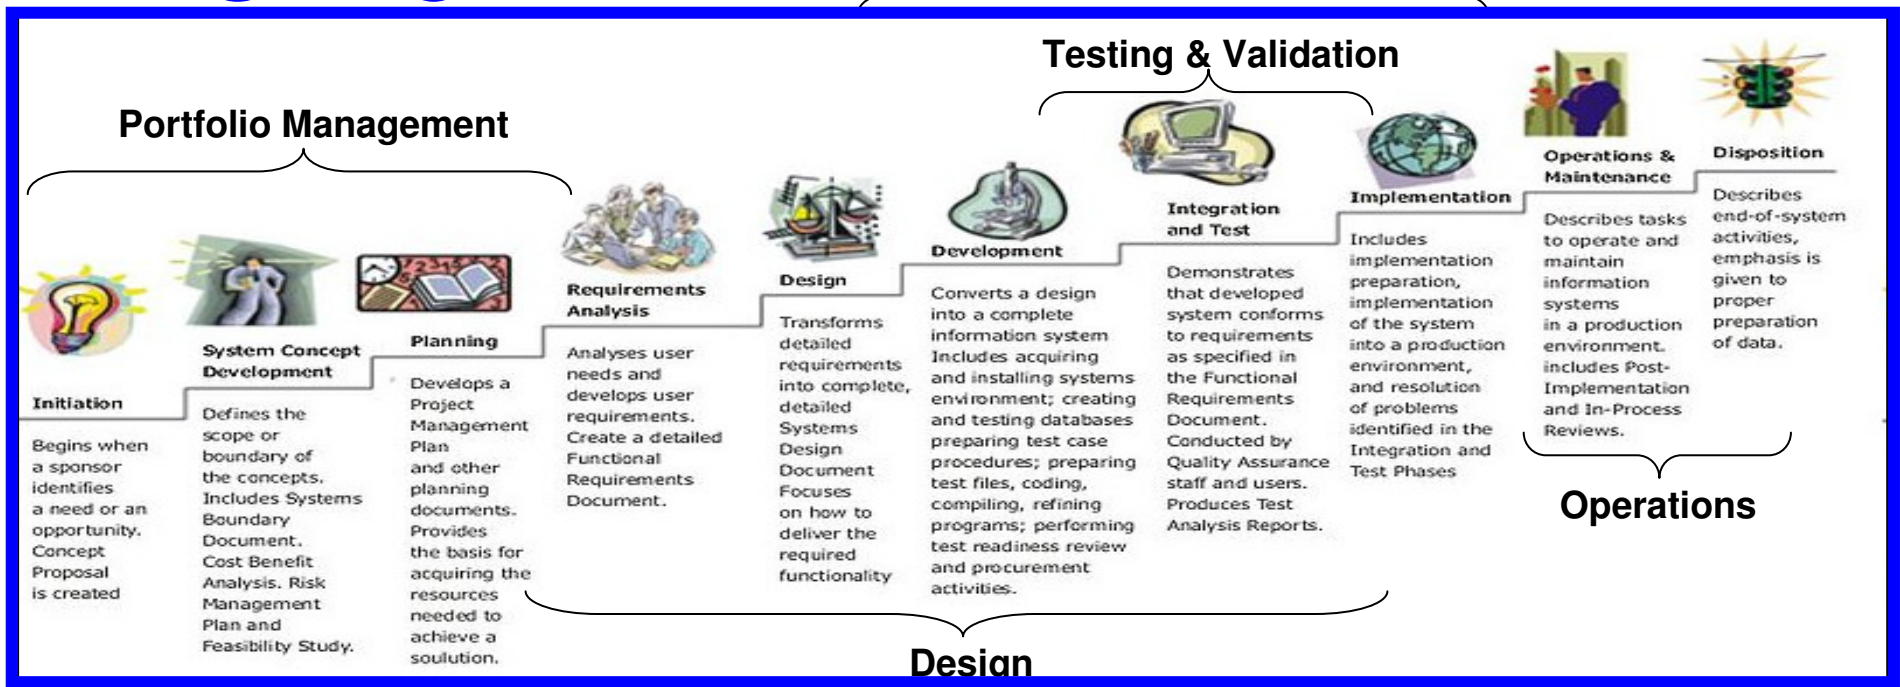 Testing & Validation
Portfolio Management
Initiation
Begins when
a sponsor
identifies
a need or an
opportunity.
Concept
Proposal
is created
System Concept
Development
Defines the
scope or
boundary of
the concepts.
Includes Systems
Boundary
Document.
Cost Benefit
Analysis. Risk
Management
Plan and
Feasibility Study.
Planning
Develops a
Project
Management
Plan
and other
planning
documents.
Provides
the basis for
acquiring the
resources
needed to
achieve a
soulution.
Requirements
Analysis
Analyses user
needs and
develops user
requirements.
Create a detailed
Functional
Requirements
Document.
Design
Transforms
detailed
requirements
into complete,
detailed
Systems
Design
Document
Focuses
on how to
deliver the
required
functionality
Development
Converts a design
into a complete
information system
Includes acquiring
and installing systems
environment; creating
and testing databases
preparing test case
procedures; preparing
test files, coding,
compiling, refining
programs; performing
test readiness review
and procurement
activities.
Integration
and Test
Demonstrates
that developed
system conforms
to requirements
as specified in
the Functional
Requirements
Document.
Conducted by
Quality Assurance
staff and users.
Produces Test
Analysis Reports.
Implementation
Includes
implementation
preparation,
implementation
of the system
into a production
environment,
and resolution
of problems
identified in the
Integration and
Test Phases
Operations &
Maintenance
Describes tasks
to operate and
maintain
information
systems
in a production
environment.
includes Post-
Implementation
and In-Process
Reviews.
Disposition
Describes
end-of-system
activities,
emphasis is
given to
proper
preparation
of data.
Operations
Design